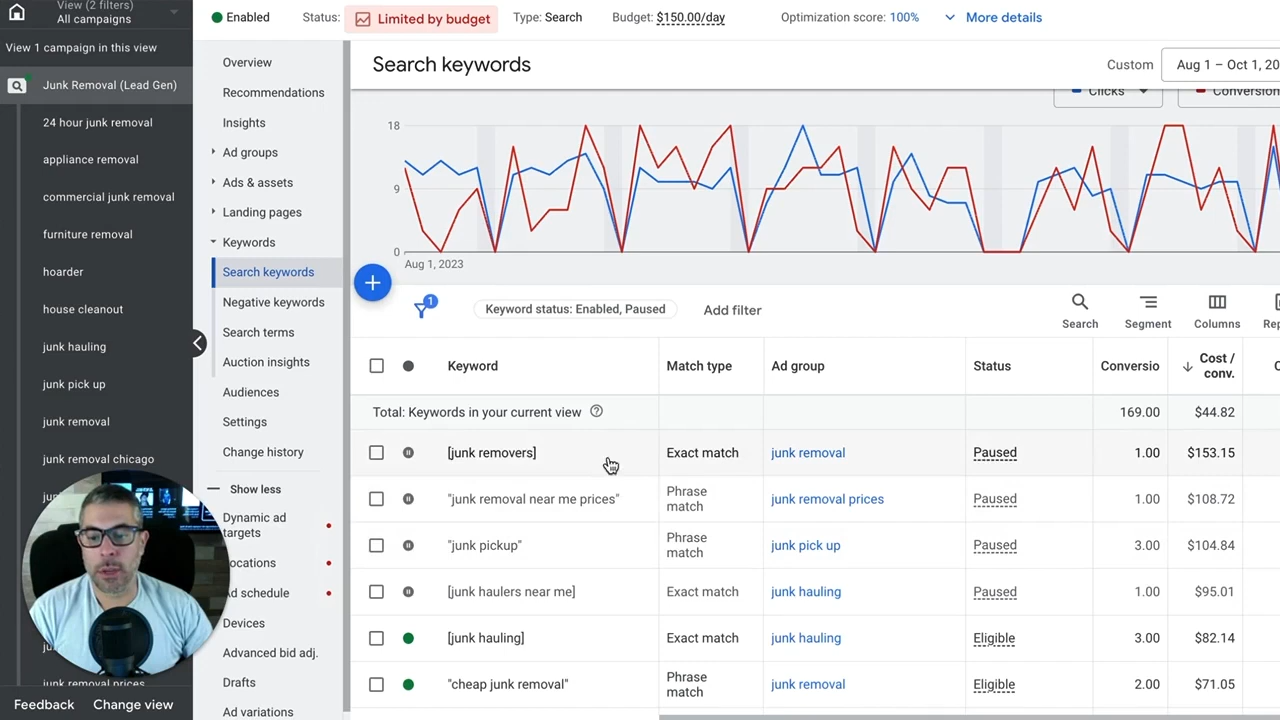 View (2 filters)
All campaigns
Enabled
Status:
Limited by budget
Type: Search
Budget: $150.00/day
Optimization score: 100%
More details
View 1 campaign in this view
Junk Removal (Lead Gen)
24 hour junk removal
appliance removal
commercial junk removal
furniture removal
hoarder
house cleanout
junk hauling
junk pick up
junk removal
junk removal chicago
junk removal prices
Feedback
Change view
Overview
Recommendations
Insights
Ad groups
Ads & assets
Landing pages
Keywords
Search keywords
Negative keywords
Search terms
Auction insights
Audiences
Settings
Change history
Show less
Dynamic ad
targets
ocations
d schedule
Devices
Advanced bid adj.
Drafts
Ad variations
Search keywords
Custom
Aug 1 – Oct 1, 20
Clicks
Conversion
18
9
0
Aug 1, 2023
1
Keyword status: Enabled, Paused
Add filter
Search
Segment
Columns
Rep
Keyword
Match type
Ad group
Status
Conversio
Cost /
conv.
Total: Keywords in your current view
169.00
$44.82
[junk removers]
Exact match
junk removal
Paused
1.00
$153.15
"junk removal near me prices"
Phrase
match
junk removal prices
Paused
1.00
$108.72
"junk pickup"
Phrase
match
junk pick up
Paused
3.00
$104.84
[junk haulers near me]
Exact match
junk hauling
Paused
1.00
$95.01
[junk hauling]
Exact match
junk hauling
Eligible
3.00
$82.14
"cheap junk removal"
Phrase
match
junk removal
Eligible
2.00
$71.05